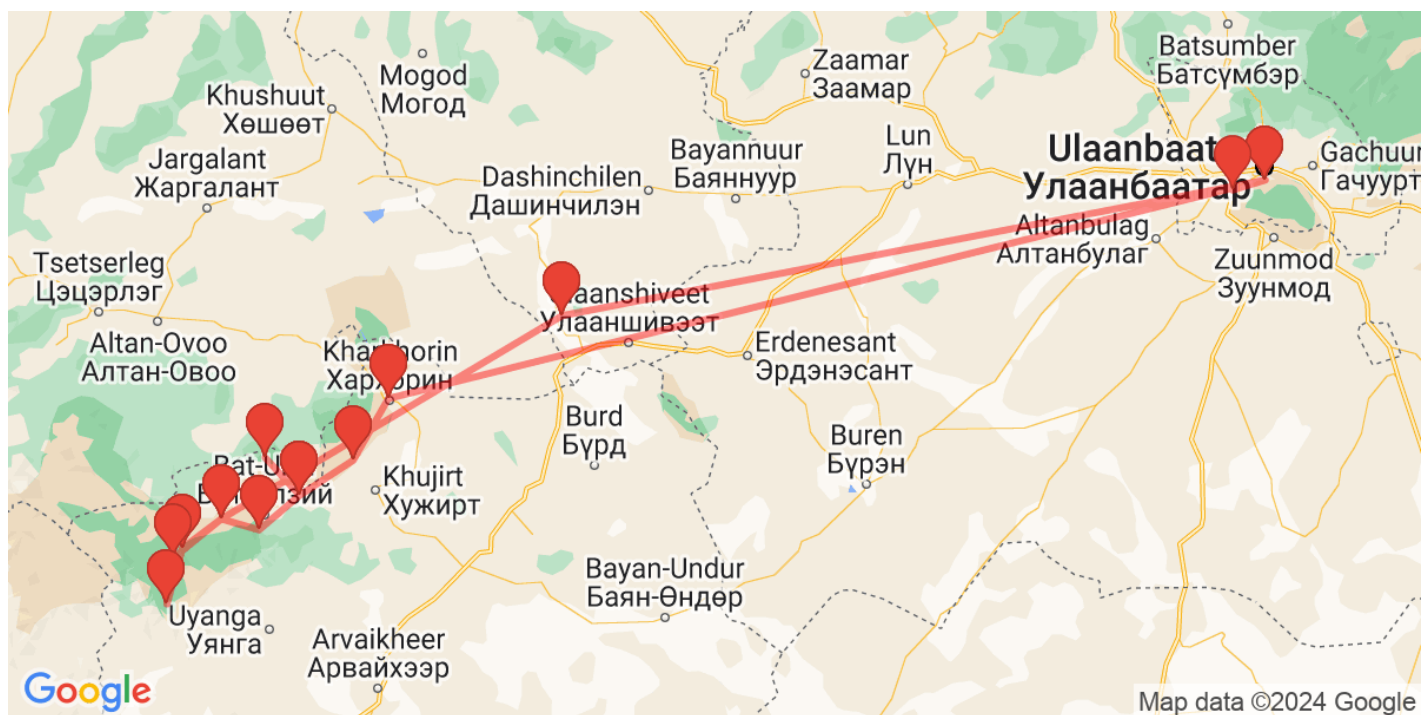 Batsumber
Батсүмбэр
Mogod
Могод
Zaamar
Заамар
Khushuut
Хөшөөт
Lun
Лүн
Bayannuur
Баяннуур
Gachuurt
Гачуурт
Jargalant
Жаргалант
Dashinchilen
Дашинчилэн
Улаанбаатар
Altanbulag
Алтанбулаг
Zuunmod
Зуунмод
Tsetserleg
Цэцэрлэг
Улааншивээт
Altan-Ovoo
Алтан-Овоо
Erdenesant
Эрдэнэсант
Burd
Бүрд
Buren
Бүрэн
Khujirt
Хужирт
Bayan-Undur
Баян-Өндөр
Uyanga
Уянга
Arvaikheer
Арвайхээр
Google
Map data ©2024 Google